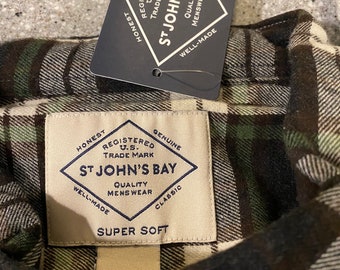 HONEST
REGISTERED
U.S.
TRADE MARK
ST JOHN'S
QUALITY
MENSWEAR
WELL-MADE
HONEST GENUINE
REGISTERED
U.S.
TRADE MARK
ST JOHN'S BAY
QUALITY
MENSWEAR
WELL-MADE CLASSIC
SUPER SOFT